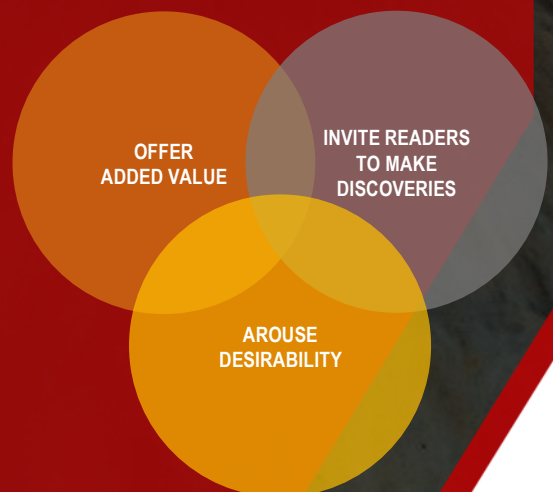 OFFER
ADDED VALUE
INVITE READERS
TO MAKE
DISCOVERIES
AROUSE
DESIRABILITY